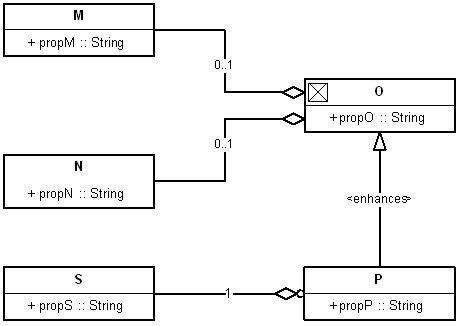 M
+ propM :: String
0..1
O
+propO :: String
0..1
N
+ propN :: String
<enhances>
S
+ propS :: String
1
P
+propP :: String